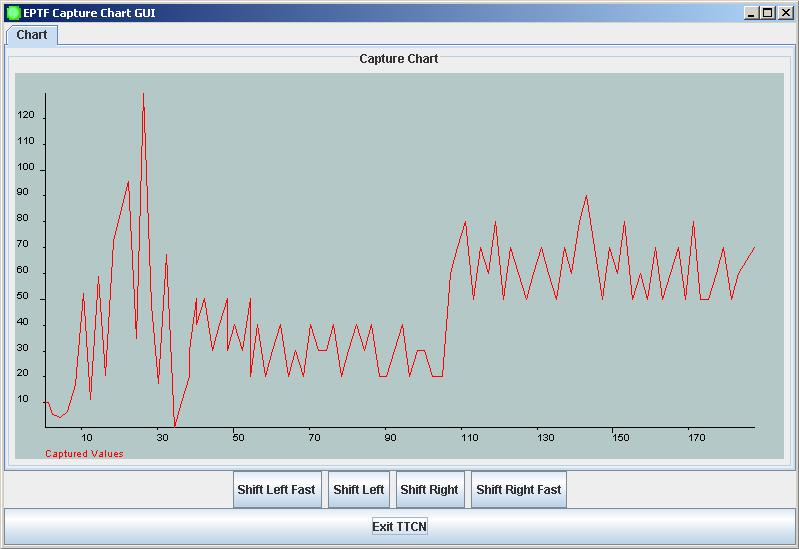 EPTF Capture Chart GUI
Chart
Capture Chart
120
110
100
90
80
70
60
50
40
30
20
10
10 30 50 70 90 110 130 150 170
Captured Values
Shift Left Fast Shift Left Shift Right Shift Right Fast
Exit TTCN